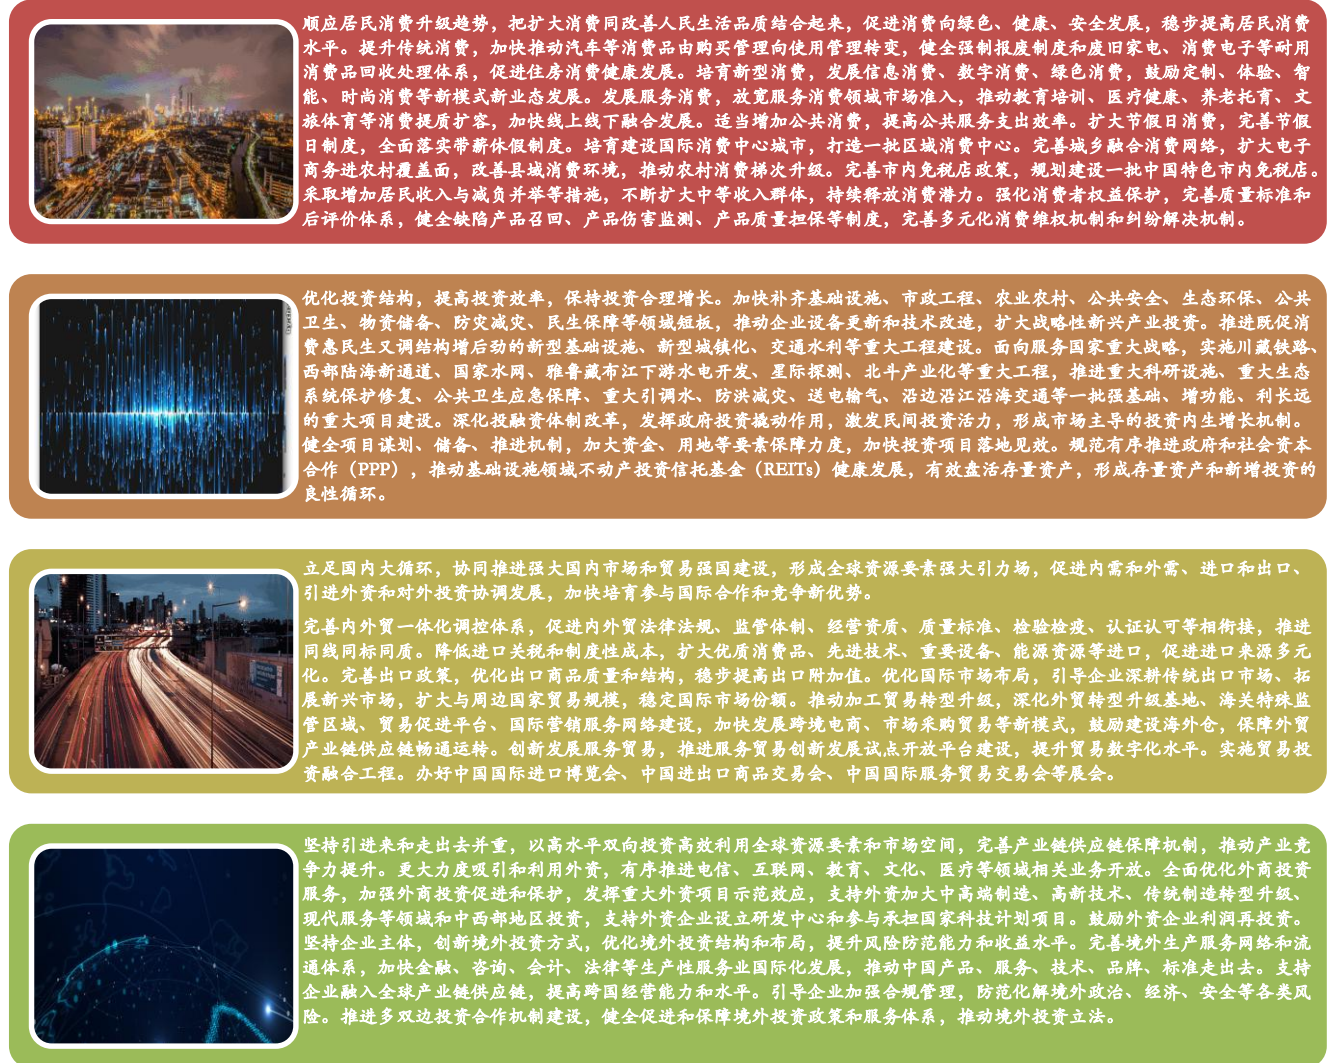 顺应居民消费升级趋势，把扩大消费同改善人民生活品质结合起来，促进消费向绿色、健康、安全发展，稳步提高居民消费
水平。提升传统消费，加快推动汽车等消费品由购买管理向使用管理转变，健全强制报废制度和废旧家电、消费电子等耐用
消费品回收处理体系，促进住房消费健康发展。培育新型消费，发展信息消费、数字消费、绿色消费，鼓励定制、体验、智
能、时尚消费等新模式新业态发展。发展服务消费，放宽服务消费领域市场准入，推动教育培训、医疗健康、养老托育、文
旅体育等消费提质扩容，加快线上线下融合发展。适当增加公共消费，提高公共服务支出效率。扩大节假日消费，完善节假
日制度，全面落实带薪休假制度。培育建设国际消费中心城市，打造一批区域消费中心。完善城乡融合消费网络，扩大电子
商务进农村覆盖面，改善县域消费环境，推动农村消费梯次升级。完善市内免税店政策，规划建设一批中国特色市内免税店。
采取增加居民收入与减负并举等措施，不断扩大中等收入群体，持续释放消费潜力。强化消费者权益保护，完善质量标准和
后评价体系，健全缺陷产品召回、产品伤害监测、产品质量担保等制度，完善多元化消费维权机制和纠纷解决机制。
优化投资结构，提高投资效率，保持投资合理增长。加快补齐基础设施、市政工程、农业农村、公共安全、生态环保、公共
卫生、物资储备、防灾减灾、民生保障等领域短板，推动企业设备更新和技术改造，扩大战略性新兴产业投资。推进既促消
费惠民生又调结构增后劲的新型基础设施、新型城镇化、交通水利等重大工程建设。面向服务国家重大战略，实施川藏铁路、
西部陆海新通道、国家水网、雅鲁藏布江下游水电开发、星际探测、北斗产业化等重大工程，推进重大科研设施、重大生态
系统保护修复、公共卫生应急保障、重大引调水、防洪减灾、送电输气、沿边沿江沿海交通等一批强基础、增功能、利长远
的重大项目建设。深化投融资体制改革，发挥政府投资撬动作用，激发民间投资活力，形成市场主导的投资内生增长机制。
健全项目谋划、储备、推进机制，加大资金、用地等要素保障力度，加快投资项目落地见效。规范有序推进政府和社会资本
合作（PPP），推动基础设施领域不动产投资信托基金（REITs）健康发展，有效盘活存量资产，形成存量资产和新增投资的
良性循环。
立足国内大循环，协同推进强大国内市场和贸易强国建设，形成全球资源要素强大引力场，促进内需和外需、进口和出口、
引进外资和对外投资协调发展，加快培育参与国际合作和竞争新优势。
完善内外贸一体化调控体系，促进内外贸法律法规、监管体制、经营资质、质量标准、检验检疫、认证认可等相衔接，推进
同线同标同质。降低进口关税和制度性成本，扩大优质消费品、先进技术、重要设备、能源资源等进口，促进进口来源多元
化。完善出口政策，优化出口商品质量和结构，稳步提高出口附加值。优化国际市场布局，引导企业深耕传统出口市场、拓
展新兴市场，扩大与周边国家贸易规模，稳定国际市场份额。推动加工贸易转型升级，深化外贸转型升级基地、海关特殊监
管区域、贸易促进平台、国际营销服务网络建设，加快发展跨境电商、市场采购贸易等新模式，鼓励建设海外仓，保障外贸
产业链供应链畅通运转。创新发展服务贸易，推进服务贸易创新发展试点开放平台建设，提升贸易数字化水平。实施贸易投
资融合工程。办好中国国际进口博览会、中国进出口商品交易会、中国国际服务贸易交易会等展会。
坚持引进来和走出去并重，以高水平双向投资高效利用全球资源要素和市场空间，完善产业链供应链保障机制，推动产业竞
争力提升。更大力度吸引和利用外资，有序推进电信、互联网、教育、文化、医疗等领域相关业务开放。全面优化外商投资
服务，加强外商投资促进和保护，发挥重大外资项目示范效应，支持外资加大中高端制造、高新技术、传统制造转型升级、
现代服务等领域和中西部地区投资，支持外资企业设立研发中心和参与承担国家科技计划项目。鼓励外资企业利润再投资。
坚持企业主体，创新境外投资方式，优化境外投资结构和布局，提升风险防范能力和收益水平。完善境外生产服务网络和流
通体系，加快金融、咨询、会计、法律等生产性服务业国际化发展，推动中国产品、服务、技术、品牌、标准走出去。支持
企业融入全球产业链供应链，提高跨国经营能力和水平。引导企业加强合规管理，防范化解境外政治、经济、安全等各类风
险。推进多双边投资合作机制建设，健全促进和保障境外投资政策和服务体系，推动境外投资立法。